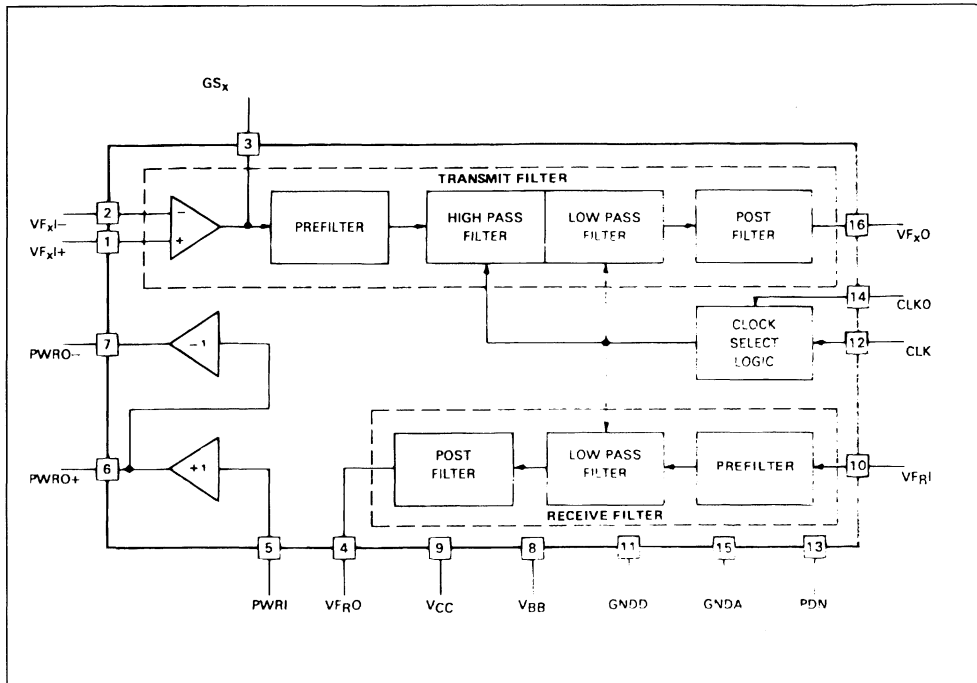 GSx
3
TRANSMIT FILTER
2
VFxI−
1
VFxI+
−
+
PREFILTER
HIGH PASS
FILTER
LOW PASS
FILTER
POST
FILTER
16
VFxO
14
CLK0
CLOCK
SELECT
LOGIC
12
CLK
7
PWRO−
−1
6
PWRO+
+1
POST
FILTER
LOW PASS
FILTER
PREFILTER
10
VFRI
RECEIVE FILTER
5
4
9
8
11
15
13
PWRI
VFRO
VCC
VBB
GNDD
GNDA
PDN